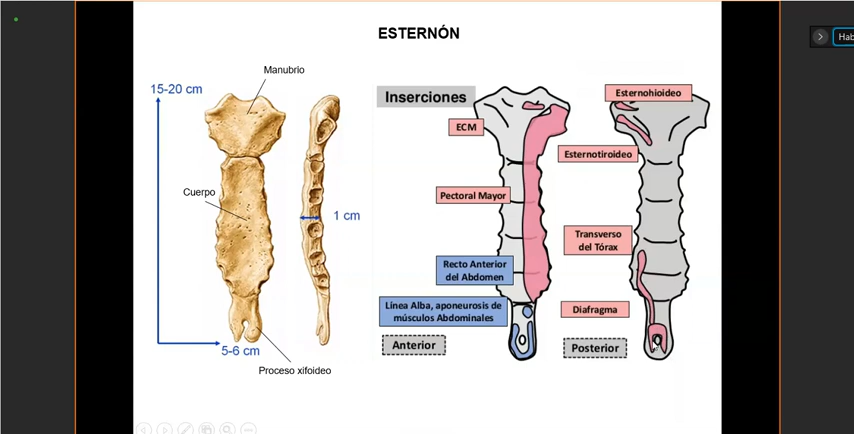 ESTERNÓN
Hab
Manubrio
15-20 cm
Cuerpo
1 cm
5-6 cm
Proceso xifoideo
Inserciones
ECM
Pectoral Mayor
Recto Anterior
del Abdomen
Línea Alba, aponeurosis de
músculos Abdominales
Anterior
Esternohioideo
Esternotiroideo
Transverso
del Tórax
Diafragma
Posterior